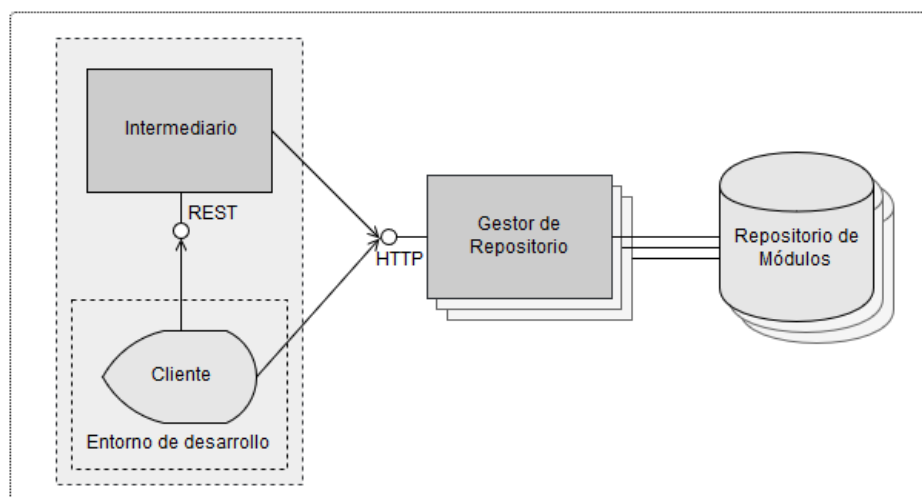 Intermediario
REST
HTTP
Gestor de
Repositorio
Repositorio de
Módulos
Cliente
Entorno de desarrollo